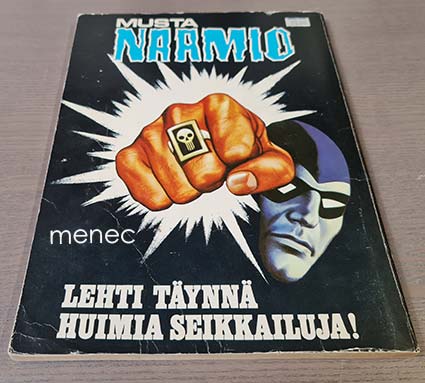 MUSTA
NAAMIO
menec
LEHTI TÄYNNÄ
HUIMIA SEIKKAILUJA!